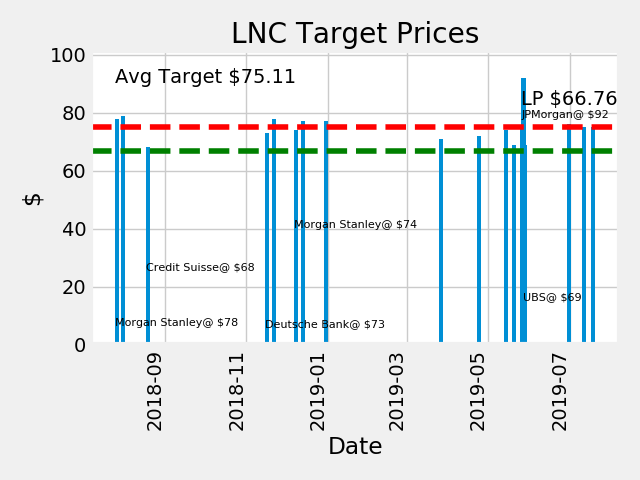 LNC Target Prices
100
80
60
40
20
0
$
Avg Target $75.11
LP $66.76
JPMorgan@ $92
Morgan Stanley@ $74
Credit Suisse@ $68
UBS@ $69
Morgan Stanley@ $78
Deutsche Bank@ $73
2018-09
2018-11
2019-01
2019-03
2019-05
2019-07
Date